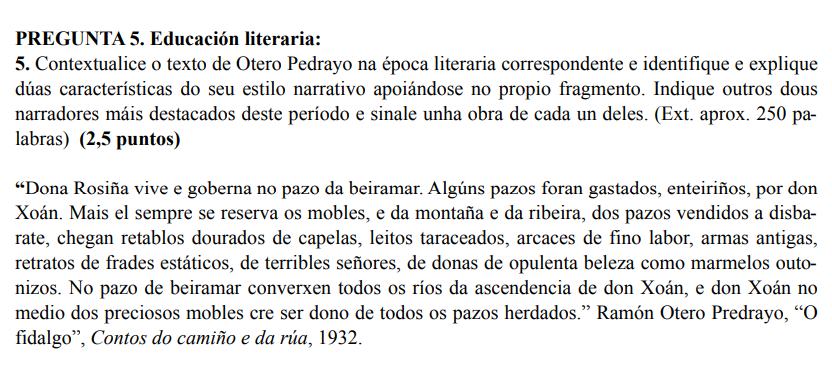 PREGUNTA 5. Educación literaria:
5. Contextualice o texto de Otero Pedrayo na época literaria correspondente e identifique e explique
dúas características do seu estilo narrativo apoiándose no propio fragmento. Indique outros dous
narradores máis destacados deste período e sinale unha obra de cada un deles. (Ext. aprox. 250 pa-
labras) (2,5 puntos)
“Dona Rosiña vive e goberna no pazo da beiramar. Algúns pazos foran gastados, enteiriños, por don
Xoán. Mais el sempre se reserva os mobles, e da montaña e da ribeira, dos pazos vendidos a disba-
rate, chegan retablos dourados de capelas, leitos taraceados, arcaces de fino labor, armas antigas,
retratos de frades estáticos, de terribles señores, de donas de opulenta beleza como marmelos outo-
nizos. No pazo de beiramar converxen todos os ríos da ascendencia de don Xoán, e don Xoán no
medio dos preciosos mobles cre ser dono de todos os pazos herdados.” Ramón Otero Predrayo, “O
fidalgo”, Contos do camiño e da rúa, 1932.